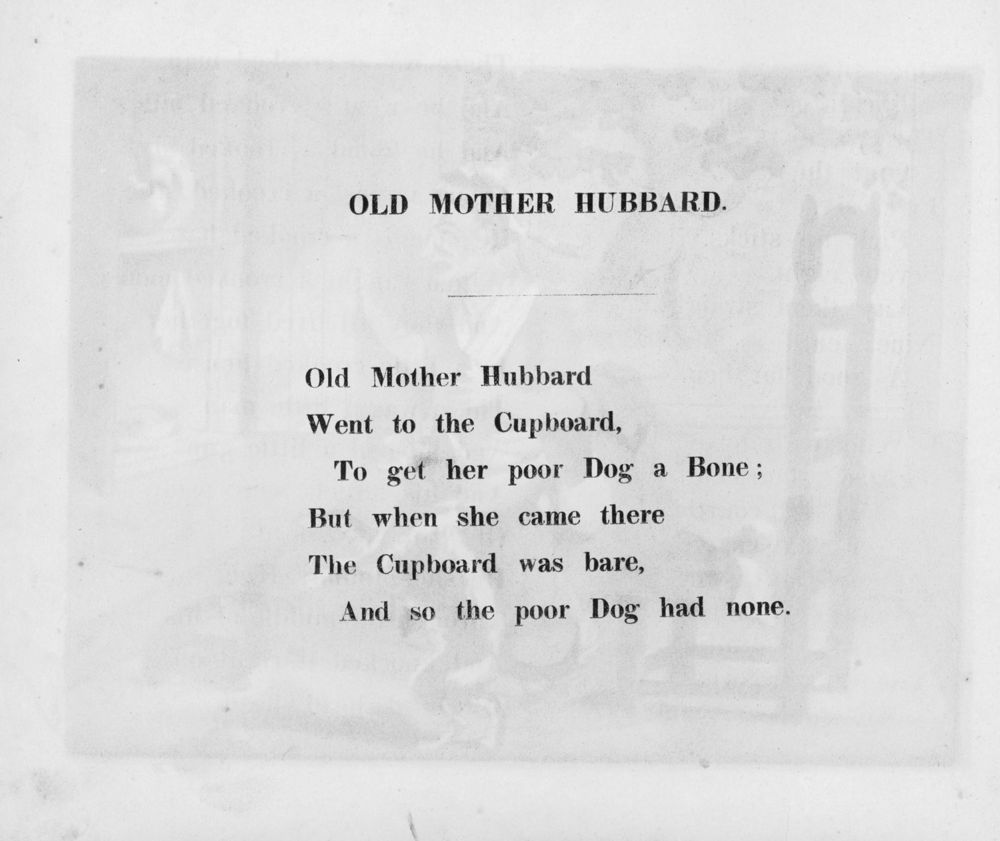 OLD MOTHER HUBBARD.
Old Mother Hubbard
Went to the Cupboard,
To get her poor Dog a Bone;
But when she came there
The Cupboard was bare,
And so the poor Dog had none.